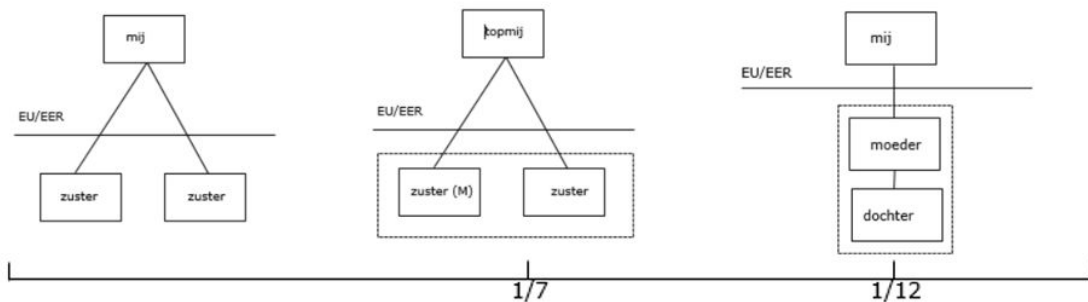 mij
EU/EER
zuster
zuster
topmij
EU/EER
zuster (M)
zuster
mij
EU/EER
moeder
dochter
1/7
1/12